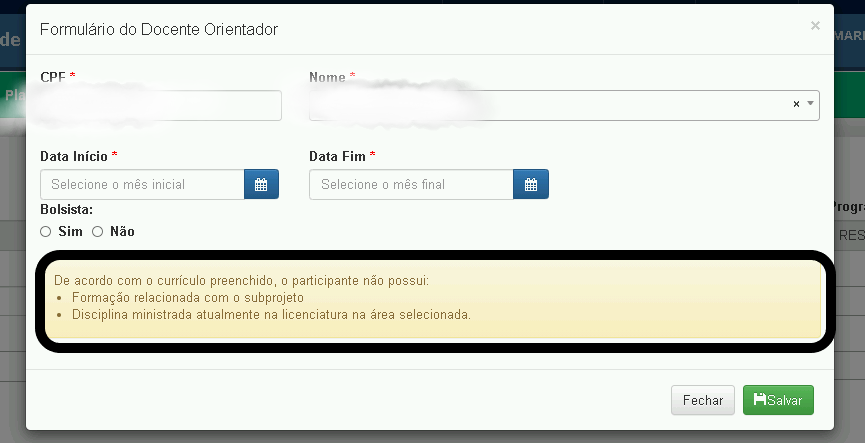 Formulário do Docente Orientador ×
de
MARI
CPF * Nome *
Pla
× 
Data Início * Data Fim *
Selecione o mês inicial Selecione o mês final
Bolsista:
Progra
Sim Não
RES
De acordo com o currículo preenchido, o participante não possui:
• Formação relacionada com o subprojeto
• Disciplina ministrada atualmente na licenciatura na área selecionada.
Fechar Salvar